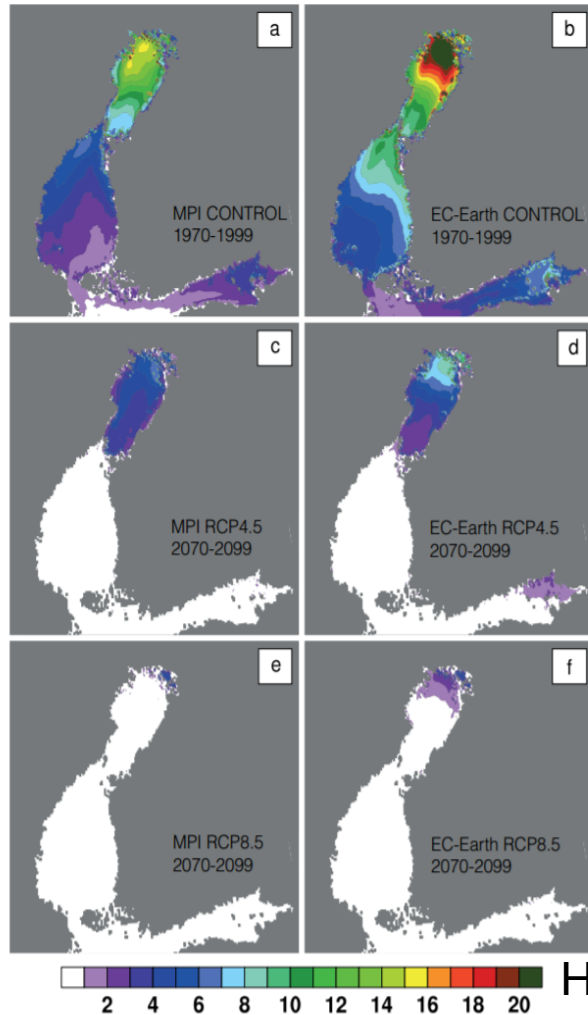 a
b
MPI CONTROL
1970-1999
EC-Earth CONTROL
1970-1999
c
d
MPI RCP4.5
2070-2099
EC-Earth RCP4.5
2070-2099
e
f
MPI RCP8.5
2070-2099
EC-Earth RCP8.5
2070-2099
H
2 4 6 8 10 12 14 16 18 20